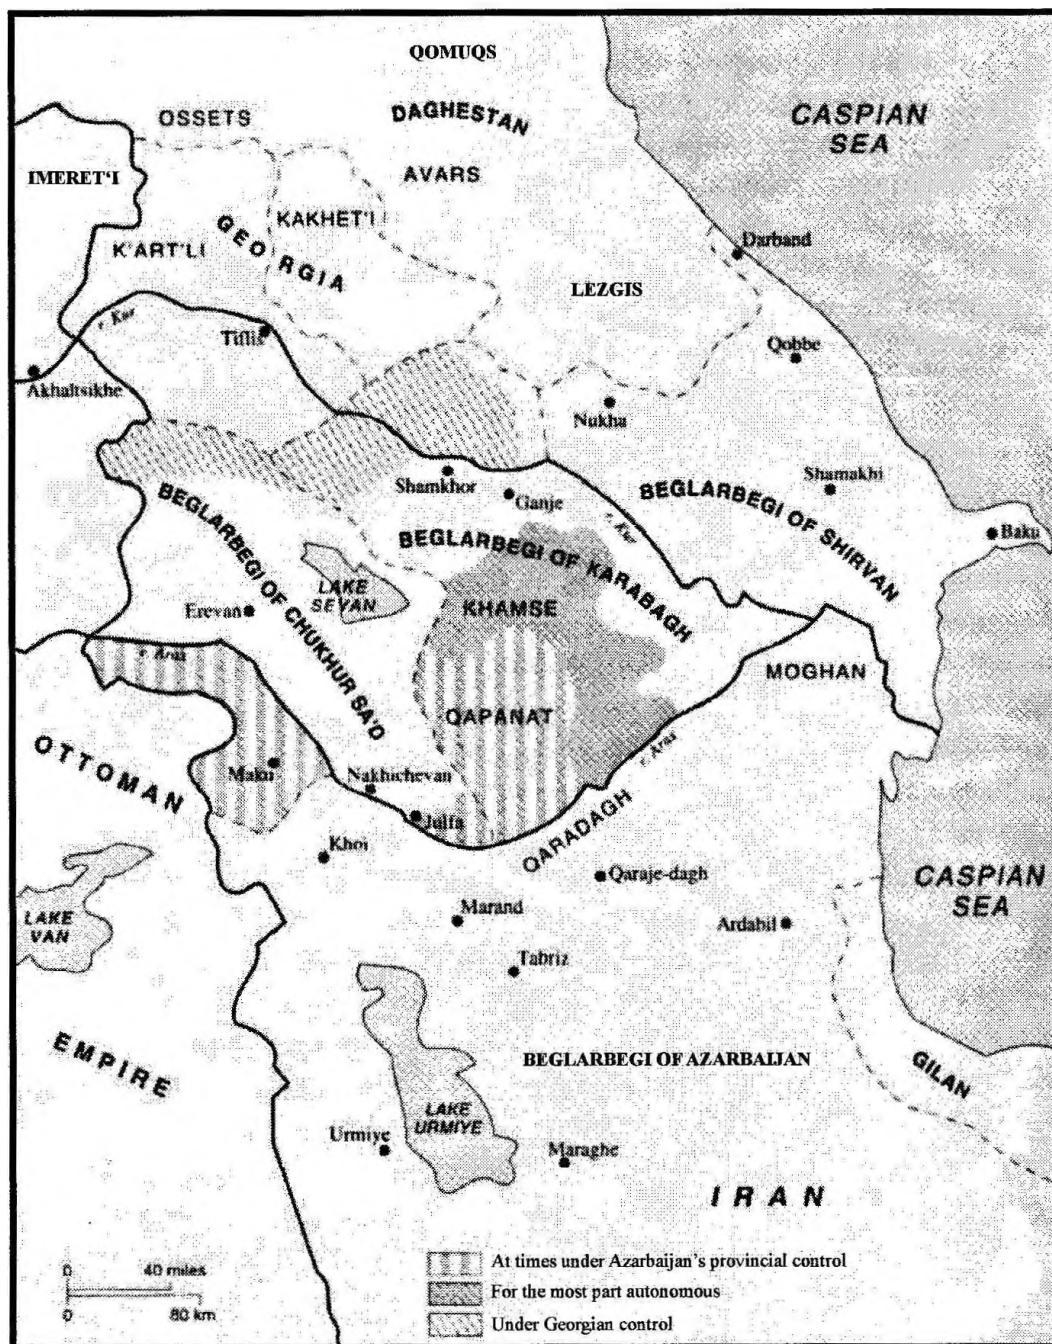 QOMUQS
DAGHESTAN
OSSETS
AVARS
CASPIAN
SEA
IMERET'I
KAKHET'I
K'ART'LI
GEORGIA
Darband
LEZGIS
r. Kur
Tiflis
Qobbe
Akhaltsikhe
Nukha
Shamkhor
Ganje
Shamakhi
BEGLARBEGI OF SHIRVAN
r. Kur
Baku
BEGLARBEGI OF CHUKHUR SA'D
BEGLARBEGI OF KARABAGH
LAKE
SEVAN
Erevan
KHAMSE
r. Aras
MOGHAN
QAPANAT
OTTOMAN
r. Aras
Maku
Nakhichevan
Julfa
Khoi
QARADAGH
Qaraje-dagh
CASPIAN
SEA
LAKE
VAN
Marand
Ardabil
Tabriz
EMPIRE
BEGLARBEGI OF AZARBAIJAN
GILAN
LAKE
URMIYE
Urmiye
Maraghe
IRAN
0 40 miles
0 80 km
At times under Azarbaijan's provincial control
For the most part autonomous
Under Georgian control